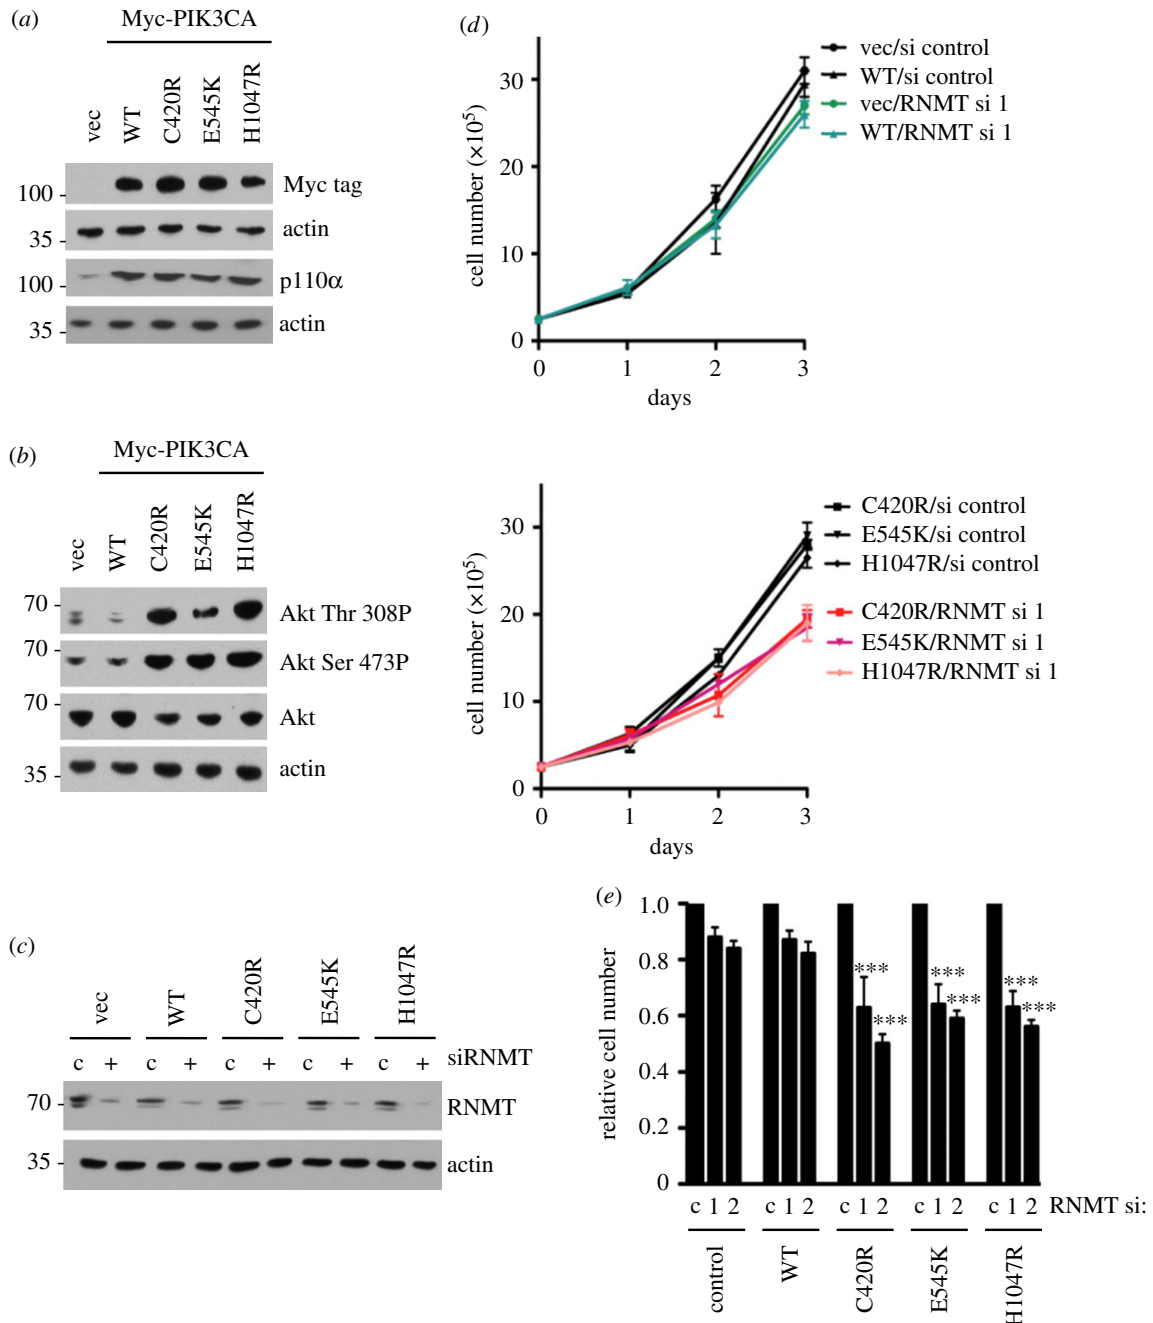 (a)
Myc-PIK3CA
vec
WT
C420R
E545K
H1047R
100
Myc tag
35
actin
100
p110α
35
actin
(b)
Myc-PIK3CA
vec
WT
C420R
E545K
H1047R
70
Akt Thr 308P
70
Akt Ser 473P
70
Akt
35
actin
(c)
vec
WT
C420R
E545K
H1047R
c + c + c + c + c + siRNMT
70
RNMT
35
actin
(d)
cell number (×10⁵)
30
20
10
0
0 1 2 3
days
vec/si control
WT/si control
vec/RNMT si 1
WT/RNMT si 1
cell number (×10⁵)
30
20
10
0
0 1 2 3
days
C420R/si control
E545K/si control
H1047R/si control
C420R/RNMT si 1
E545K/RNMT si 1
H1047R/RNMT si 1
(e)
relative cell number
1.0
0.8
0.6
0.4
0.2
0
***
***
***
***
***
***
c 1 2 c 1 2 c 1 2 c 1 2 c 1 2 RNMT si:
control
WT
C420R
E545K
H1047R